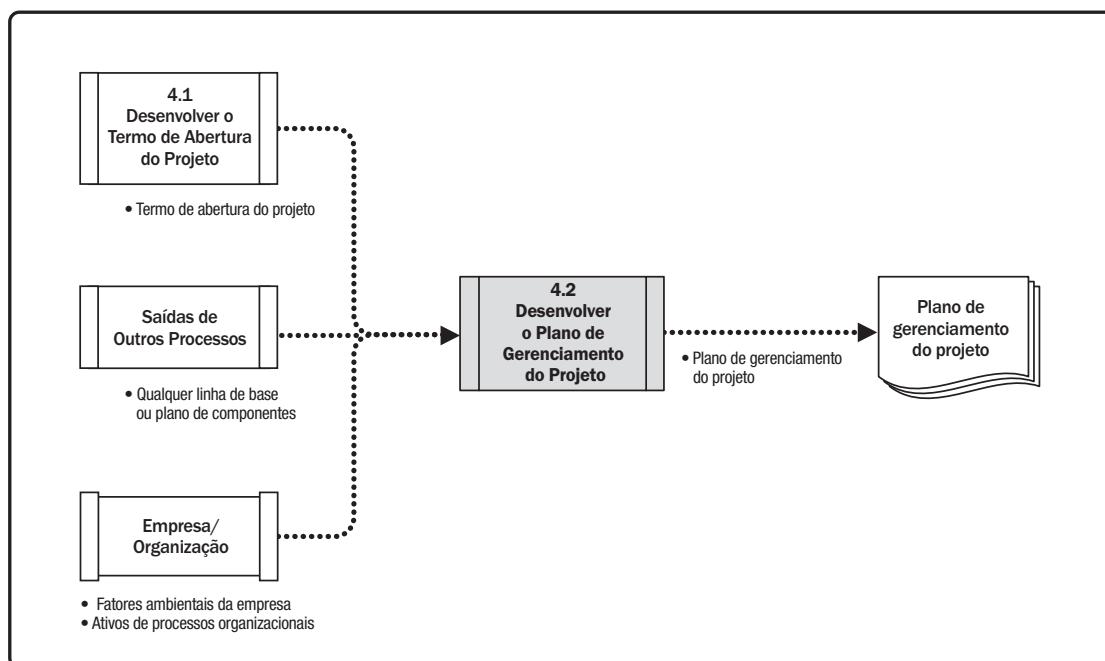 4.1
Desenvolver o
Termo de Abertura
do Projeto
• Termo de abertura do projeto
Saídas de
Outros Processos
• Qualquer linha de base
ou plano de componentes
Empresa/
Organização
• Fatores ambientais da empresa
• Ativos de processos organizacionais
4.2
Desenvolver
o Plano de
Gerenciamento
do Projeto
• Plano de gerenciamento
do projeto
Plano de
gerenciamento
do projeto